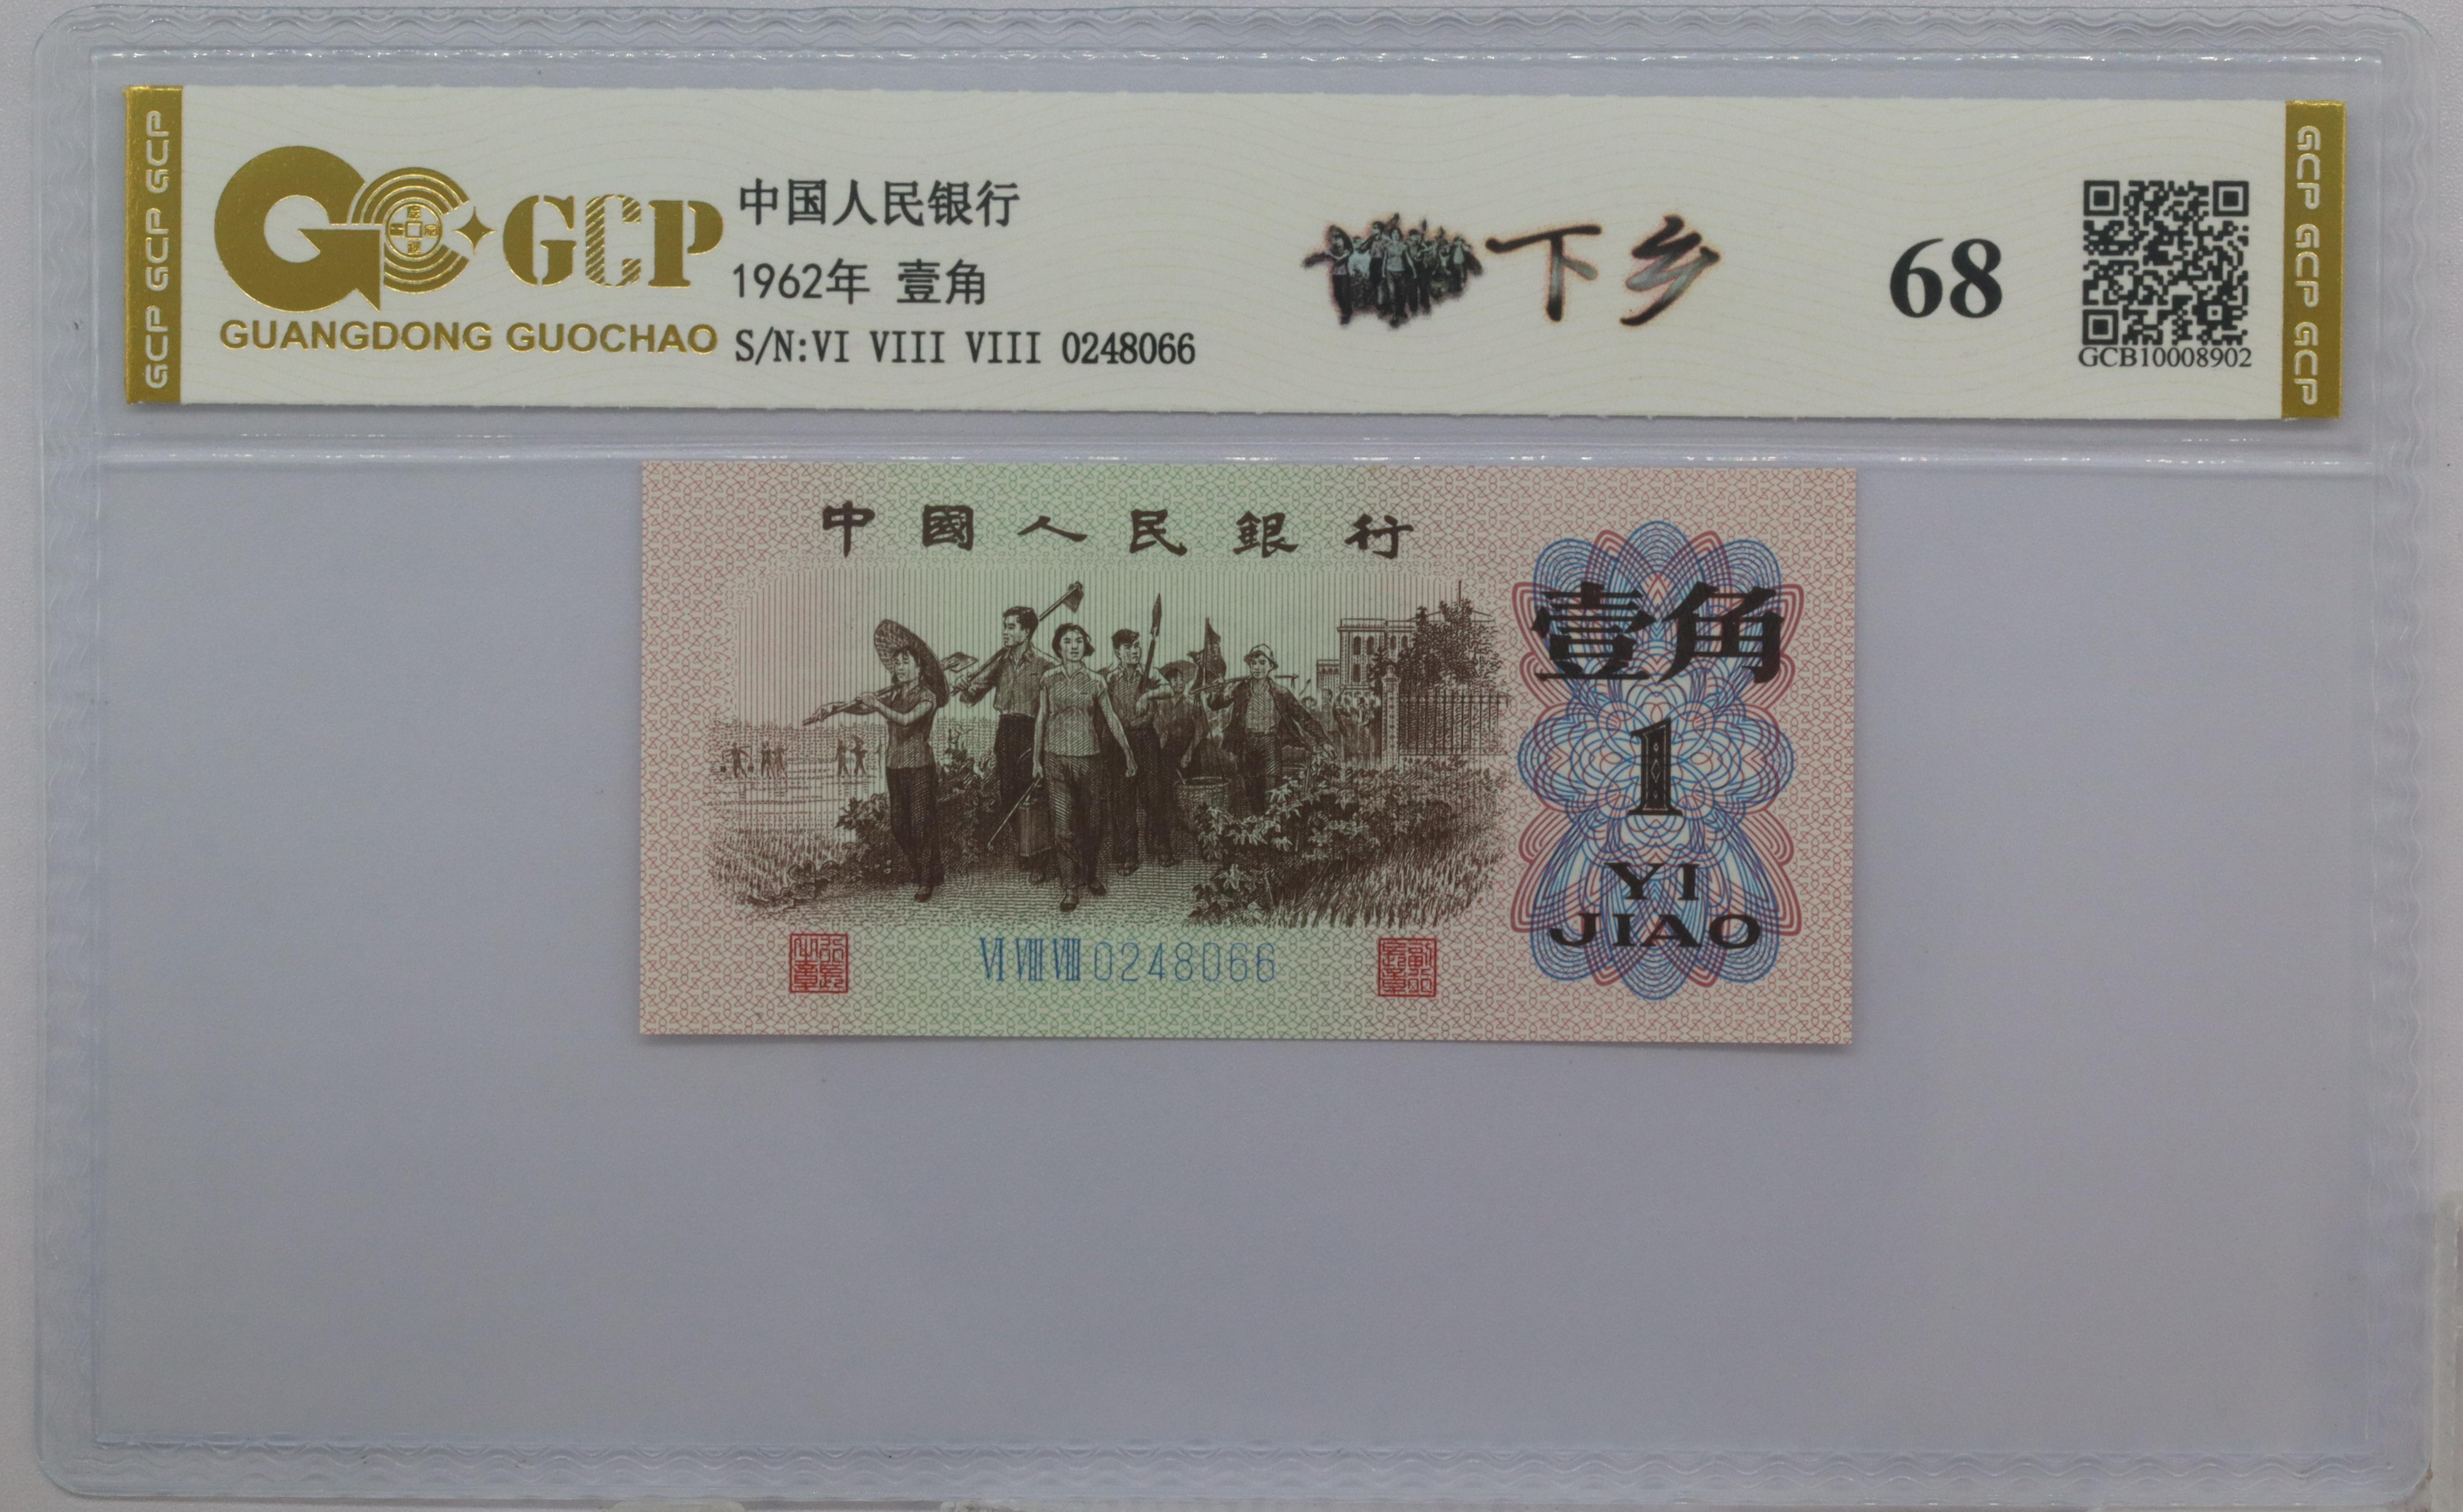 GCP GCP GCP
GCP
GUANGDONG GUOCHAO
中国人民银行
1962年 壹角
S/N:VI VIII VIII 0248066
下乡
68
GCB10008902
GCP GCP GCP
中國人民銀行
壹角
1
YI
JIAO
VI VIII VIII 0248066